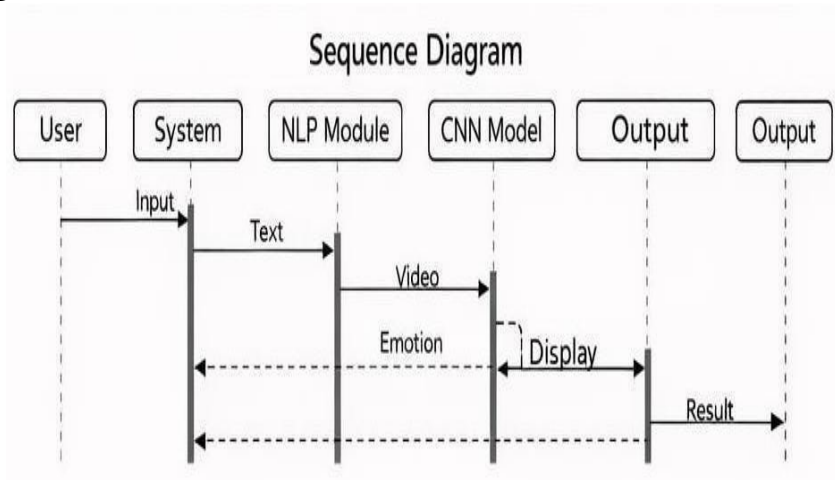 Sequence Diagram
User
System
NLP Module
CNN Model
Output
Output
Input
Text
Video
Emotion
Display
Result